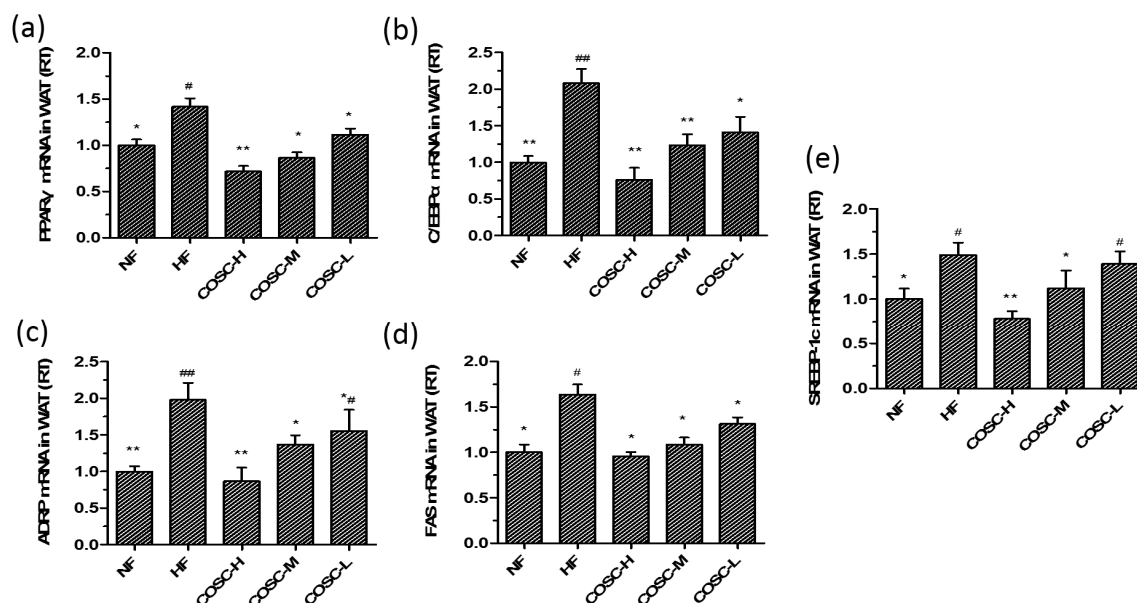 (a)
PPARγ mRNA in WAT (RT)
2.0
1.5
1.0
0.5
0.0
*
#
**
*
*
NF
HF
COSC-H
COSC-M
COSC-L
(b)
C/EBPα mRNA in WAT (RT)
2.5
2.0
1.5
1.0
0.5
0.0
**
##
**
**
*
NF
HF
COSC-H
COSC-M
COSC-L
(c)
ADRP mRNA in WAT (RT)
2.5
2.0
1.5
1.0
0.5
0.0
**
##
**
*
*#
NF
HF
COSC-H
COSC-M
COSC-L
(d)
FAS mRNA in WAT (RT)
2.0
1.5
1.0
0.5
0.0
*
#
*
*
*
NF
HF
COSC-H
COSC-M
COSC-L
(e)
SREBP-1c mRNA in WAT (RT)
2.0
1.5
1.0
0.5
0.0
*
#
**
*
#
NF
HF
COSC-H
COSC-M
COSC-L